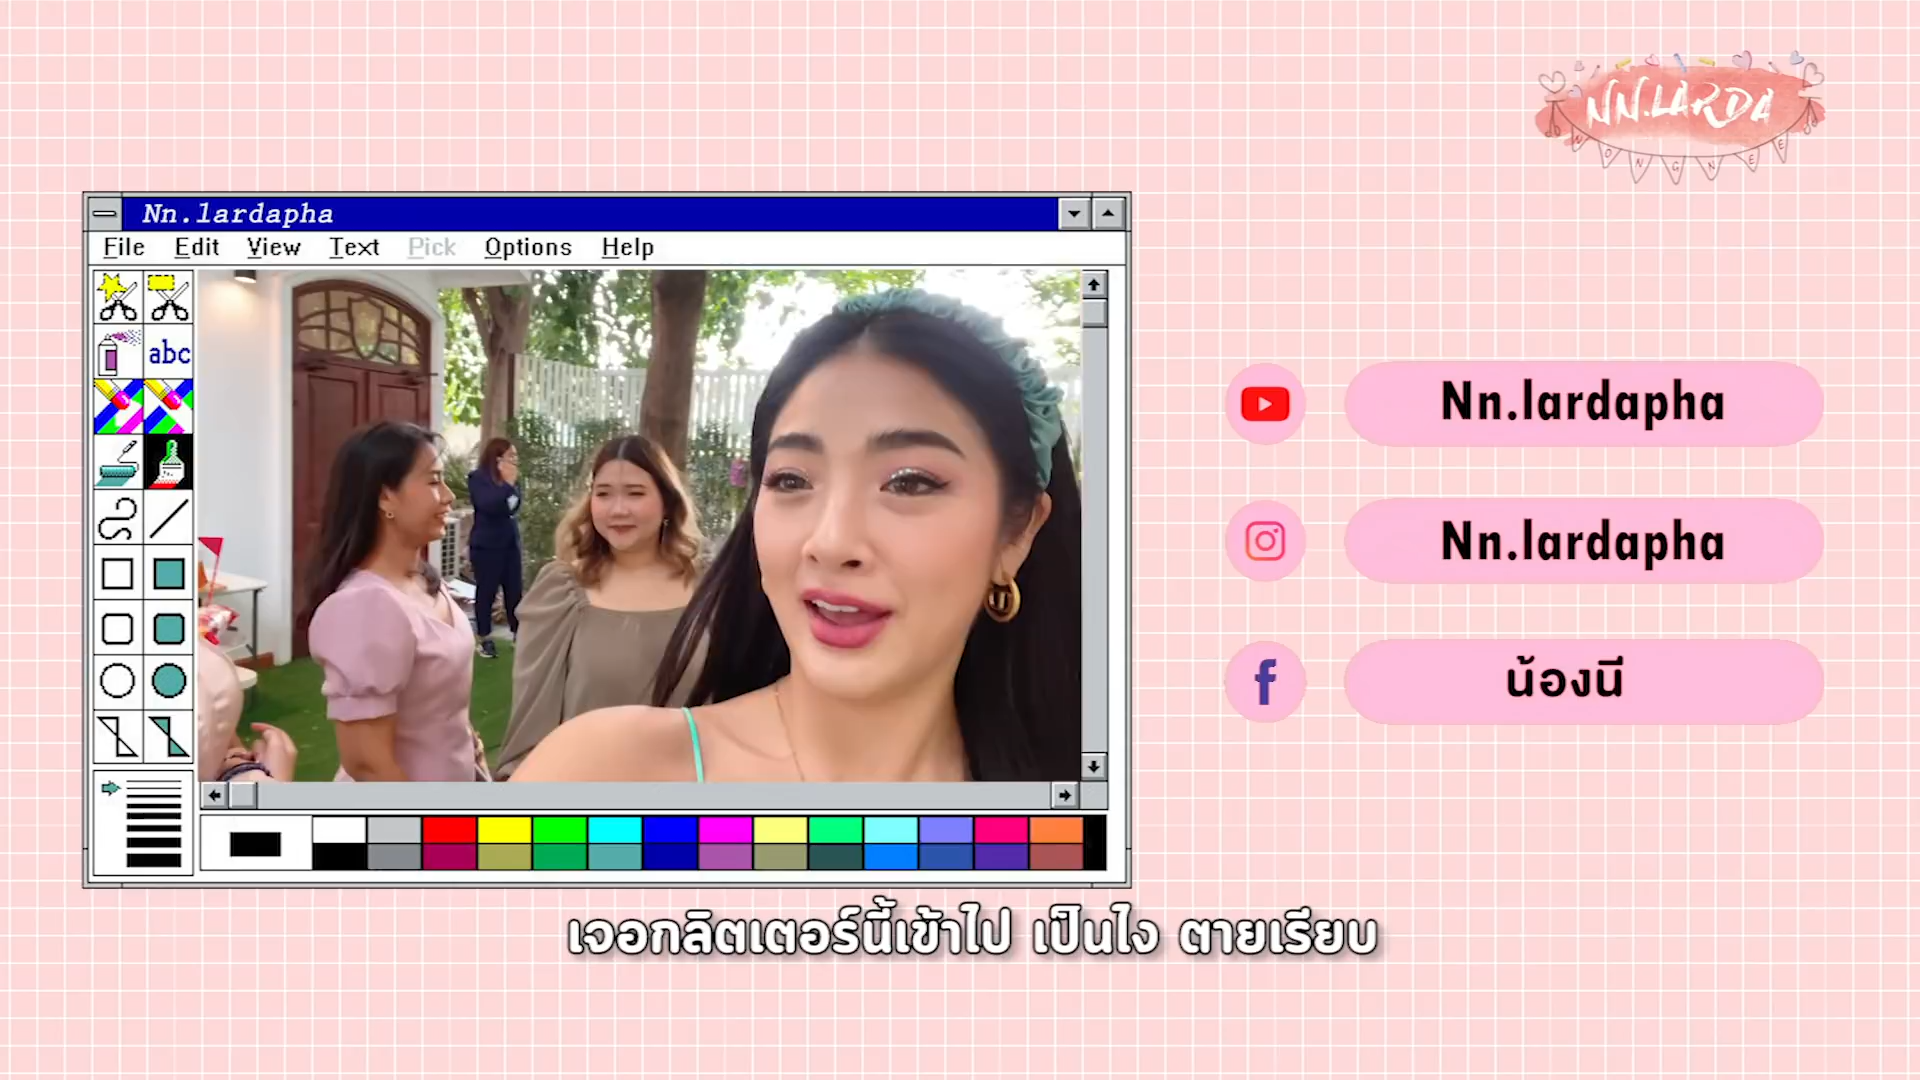 NN.LARDA
NONGNEE
Nn.lardapha
File Edit View Text Pick Options Help
abc
Nn.lardapha
Nn.lardapha
น้องนี
เจอกลิตเตอร์นี้เข้าไป เป็นไง ตายเรียบ